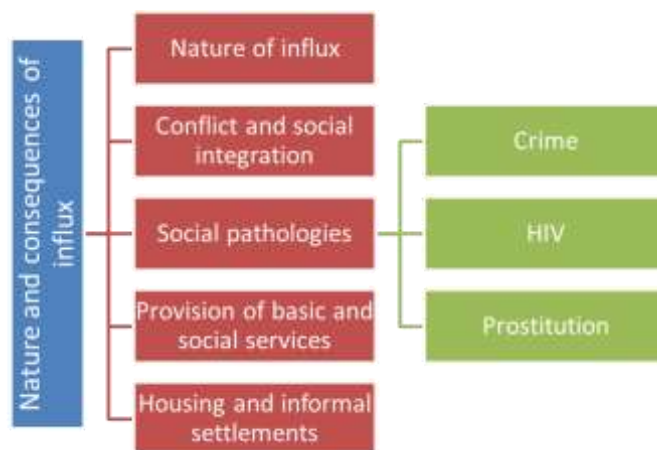 Nature and consequences of
influx
Nature of influx
Conflict and social
integration
Social pathologies
Provision of basic and
social services
Housing and informal
settlements
Crime
HIV
Prostitution